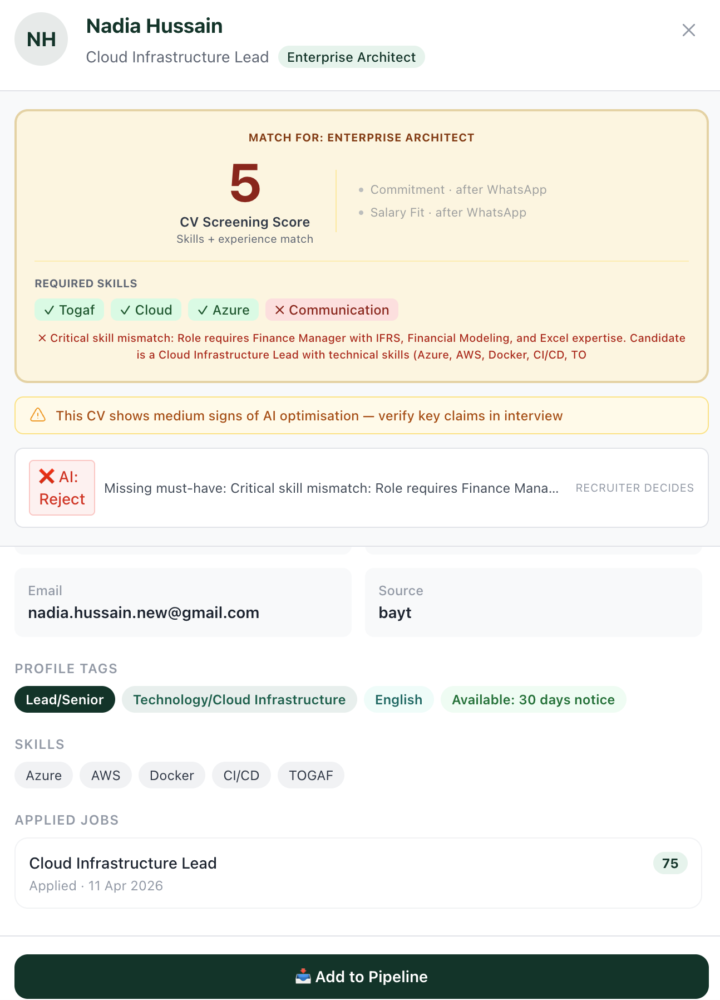 NH
Nadia Hussain
Cloud Infrastructure Lead
Enterprise Architect
MATCH FOR: ENTERPRISE ARCHITECT
5
CV Screening Score
Skills + experience match
• Commitment · after WhatsApp
• Salary Fit · after WhatsApp
REQUIRED SKILLS
✓ Togaf
✓ Cloud
✓ Azure
✕ Communication
✕ Critical skill mismatch: Role requires Finance Manager with IFRS, Financial Modeling, and Excel expertise. Candidate
is a Cloud Infrastructure Lead with technical skills (Azure, AWS, Docker, CI/CD, TO
This CV shows medium signs of AI optimisation — verify key claims in interview
❌ AI:
Reject
Missing must-have: Critical skill mismatch: Role requires Finance Mana...
RECRUITER DECIDES
Email
nadia.hussain.new@gmail.com
Source
bayt
PROFILE TAGS
Lead/Senior
Technology/Cloud Infrastructure
English
Available: 30 days notice
SKILLS
Azure
AWS
Docker
CI/CD
TOGAF
APPLIED JOBS
Cloud Infrastructure Lead
75
Applied · 11 Apr 2026
📥 Add to Pipeline